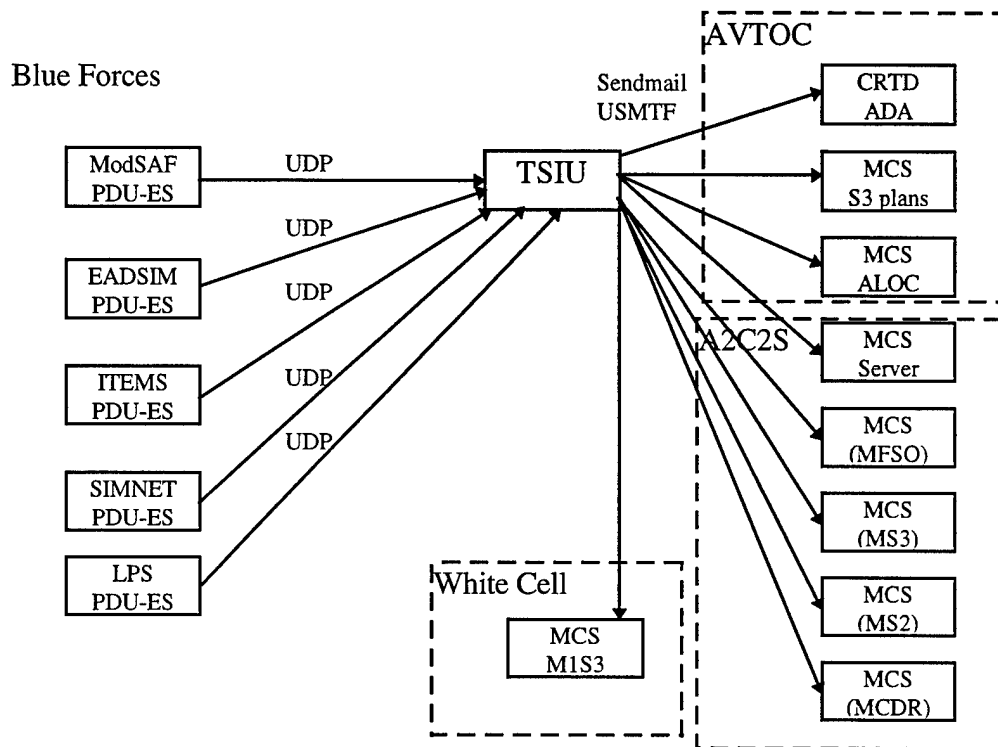 Blue Forces
ModSAF
PDU-ES
EADSIM
PDU-ES
ITEMS
PDU-ES
SIMNET
PDU-ES
LPS
PDU-ES
UDP
UDP
UDP
UDP
UDP
TSIU
Sendmail
USMTF
AVTOC
CRTD
ADA
MCS
S3 plans
MCS
ALOC
A2C2S
MCS
Server
MCS
(MFSO)
MCS
(MS3)
MCS
(MS2)
MCS
(MCDR)
White Cell
MCS
M1S3